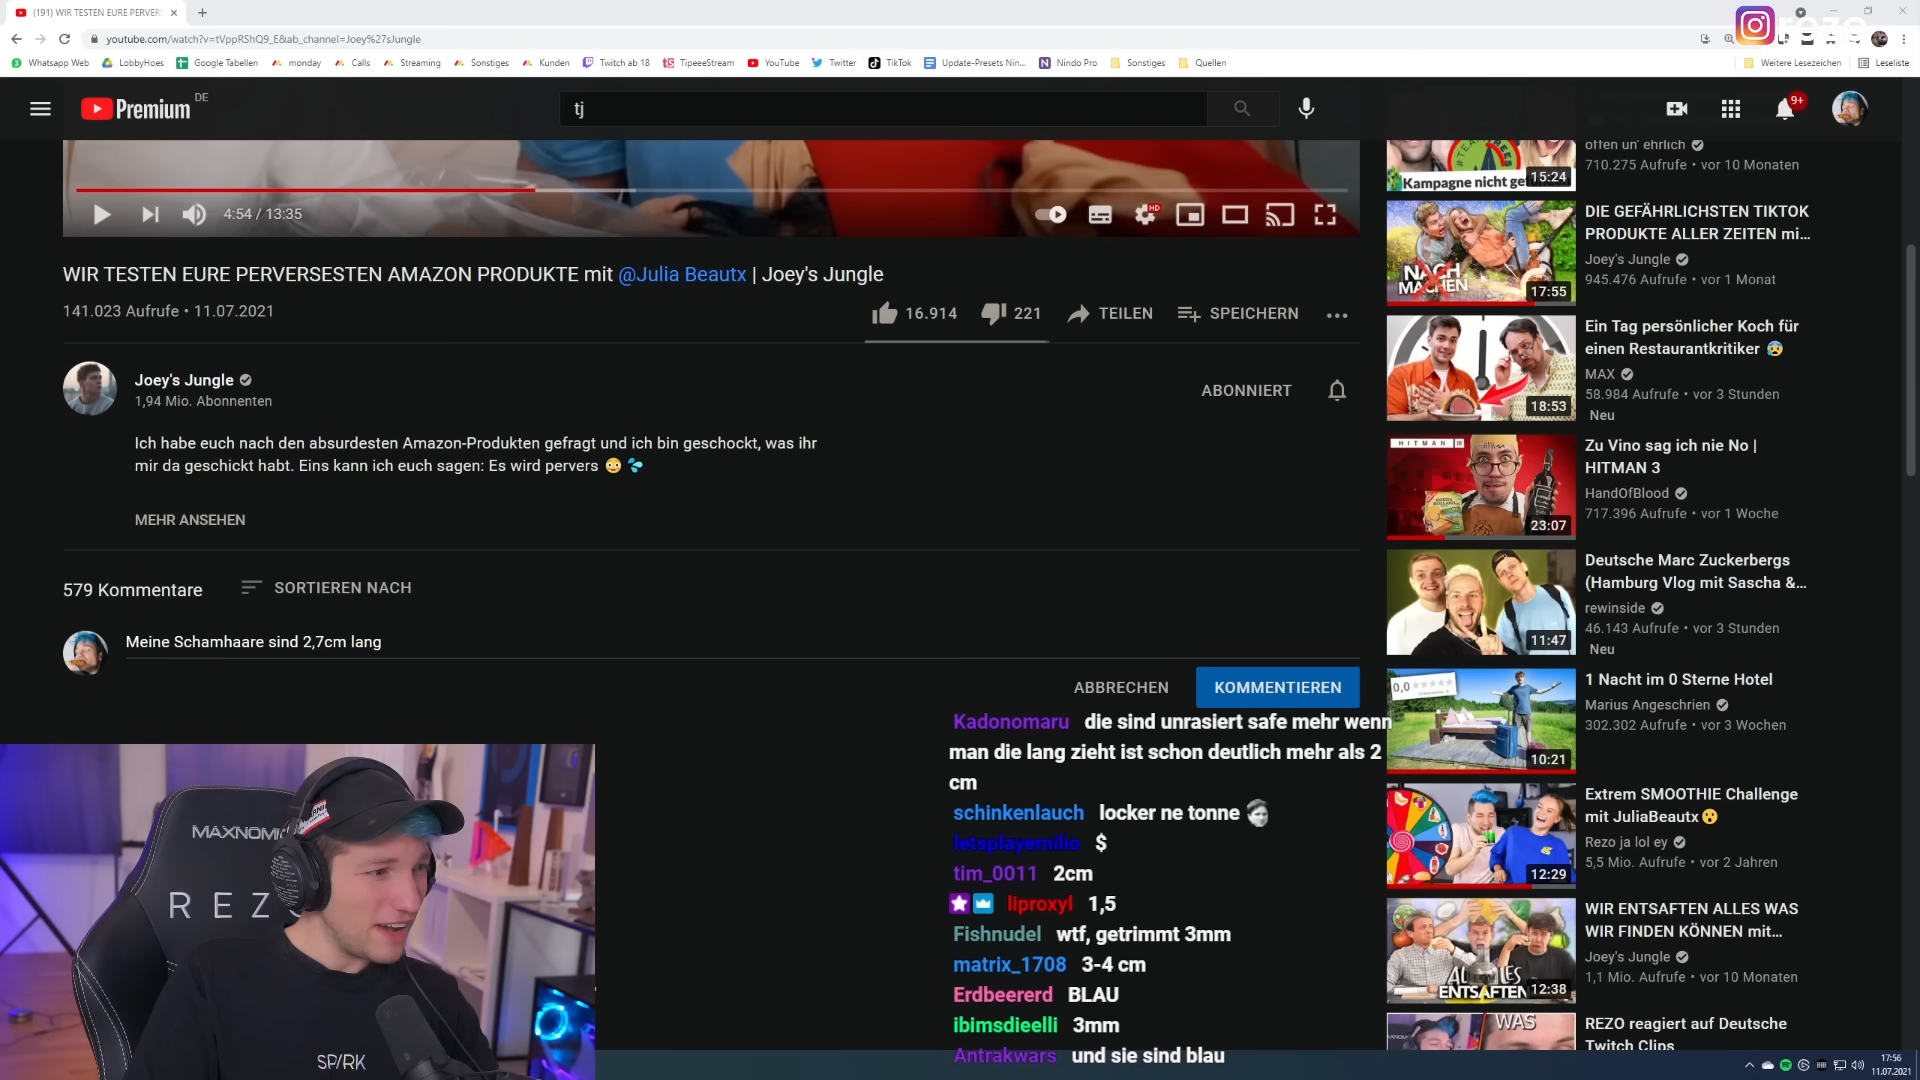 (191) WIR TESTEN EURE PERVERS
youtube.com/watch?v=tVppRShQ9_E&ab_channel=Joey%27sJungle
Whatsapp Web
LobbyHoes
Google Tabellen
monday
Calls
Streaming
Sonstiges
Kunden
Twitch ab 18
TipeeeStream
YouTube
Twitter
TikTok
Update-Presets Nin...
Nindo Pro
Sonstiges
Quellen
Weitere Lesezeichen
Leseliste
Premium DE
tj
9+
4:54 / 13:35
HD
WIR TESTEN EURE PERVERSESTEN AMAZON PRODUKTE mit @Julia Beautx | Joey's Jungle
141.023 Aufrufe • 11.07.2021
16.914
221
TEILEN
SPEICHERN
Joey's Jungle
1,94 Mio. Abonnenten
ABONNIERT
Ich habe euch nach den absurdesten Amazon-Produkten gefragt und ich bin geschockt, was ihr
mir da geschickt habt. Eins kann ich euch sagen: Es wird pervers 😳 💦
MEHR ANSEHEN
579 Kommentare
SORTIEREN NACH
Meine Schamhaare sind 2,7cm lang
ABBRECHEN
KOMMENTIEREN
Kadonomaru die sind unrasiert safe mehr wenn
man die lang zieht ist schon deutlich mehr als 2
cm
schinkenlauch locker ne tonne
letsplayemilio $
tim_0011 2cm
liproxyl 1,5
Fishnudel wtf, getrimmt 3mm
matrix_1708 3-4 cm
Erdbeererd BLAU
ibimsdieelli 3mm
Antrakwars und sie sind blau
MAXNOMIC
REZO
SP/RK
Kampagne nicht
15:24
offen un' ehrlich
710.275 Aufrufe • vor 10 Monaten
NACH
MACHEN
17:55
DIE GEFÄHRLICHSTEN TIKTOK
PRODUKTE ALLER ZEITEN mi...
Joey's Jungle
945.476 Aufrufe • vor 1 Monat
18:53
Ein Tag persönlicher Koch für
einen Restaurantkritiker 😰
MAX
58.984 Aufrufe • vor 3 Stunden
Neu
HITMAN III
23:07
Zu Vino sag ich nie No |
HITMAN 3
HandOfBlood
717.396 Aufrufe • vor 1 Woche
11:47
Deutsche Marc Zuckerbergs
(Hamburg Vlog mit Sascha &...
rewinside
46.143 Aufrufe • vor 3 Stunden
Neu
0,0
10:21
1 Nacht im 0 Sterne Hotel
Marius Angeschrien
302.302 Aufrufe • vor 3 Wochen
12:29
Extrem SMOOTHIE Challenge
mit JuliaBeautx😮
Rezo ja lol ey
5,5 Mio. Aufrufe • vor 2 Jahren
ALLES
ENTSAFTEN
12:38
WIR ENTSAFTEN ALLES WAS
WIR FINDEN KÖNNEN mit...
Joey's Jungle
1,1 Mio. Aufrufe • vor 10 Monaten
WAS
REZO reagiert auf Deutsche
Twitch Clips
17:56
11.07.2021